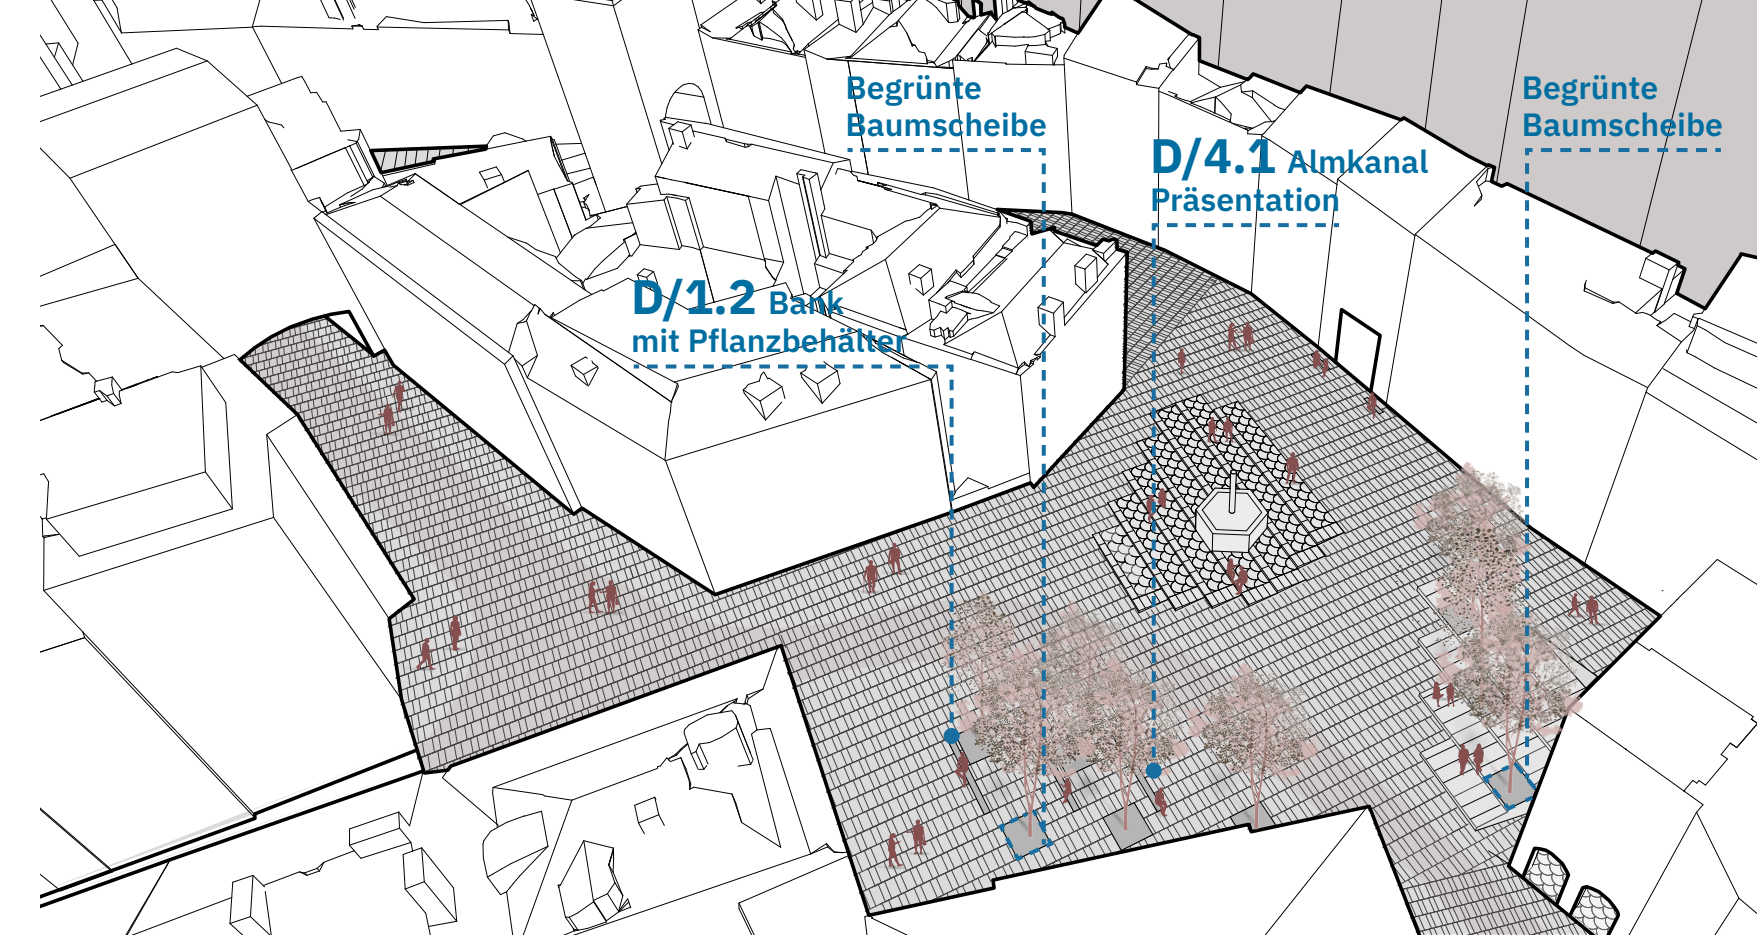 Begrünte
Baumscheibe
D/4.1 Almkanal
Präsentation
Begrünte
Baumscheibe
D/1.2 Bank
mit Pflanzbehälter